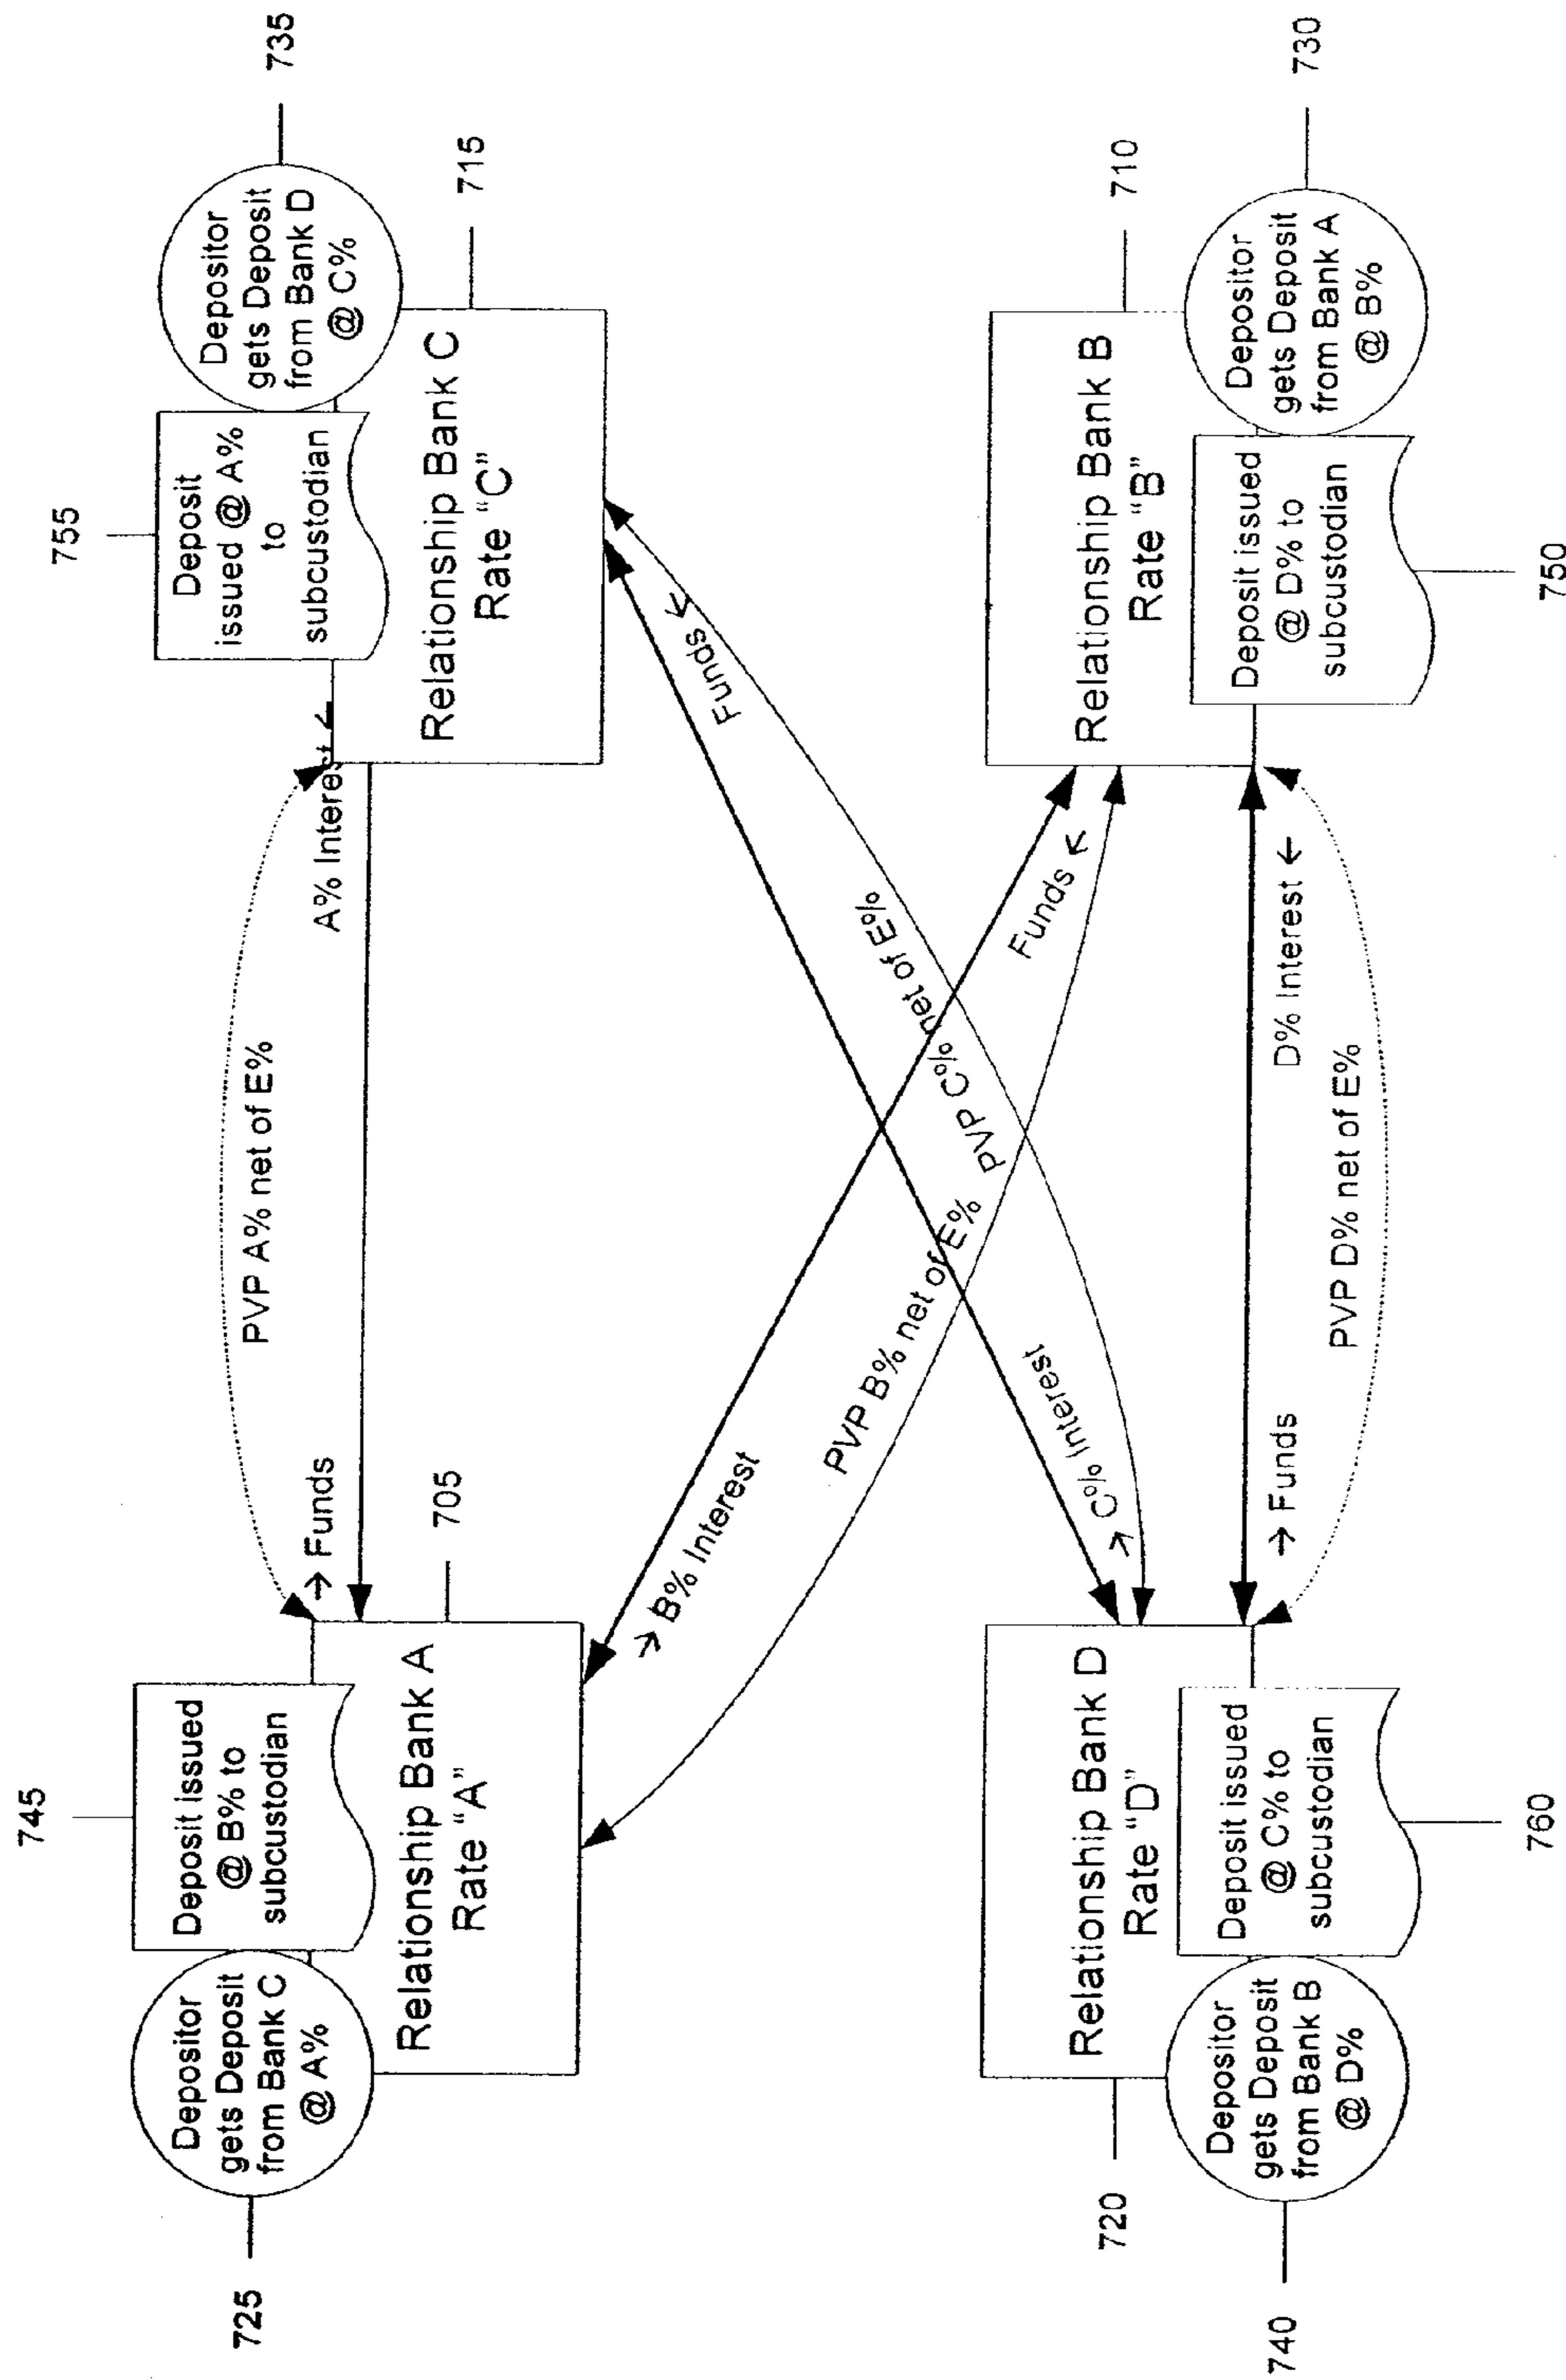 745
755
Depositor
gets Deposit
from Bank C
@ A%
725
Deposit issued
@ B% to
subcustodian
Relationship Bank A
Rate "A"
705
→ Funds
PVP A% net of E%
A% Interest ←
Deposit
issued @ A%
to
subcustodian
Depositor
gets Deposit
from Bank D
@ C%
735
Relationship Bank C
Rate "C"
715
→ B% Interest
Funds ←
PVP B% net of E%
PVP C% net of E%
→ C% Interest
Funds ←
720
Relationship Bank D
Rate "D"
Depositor
gets Deposit
from Bank B
@ D%
740
Deposit issued
@ C% to
subcustodian
760
→ Funds
D% Interest ←
PVP D% net of E%
Relationship Bank B
Rate "B"
710
Deposit issued
@ D% to
subcustodian
750
Depositor
gets Deposit
from Bank A
@ B%
730